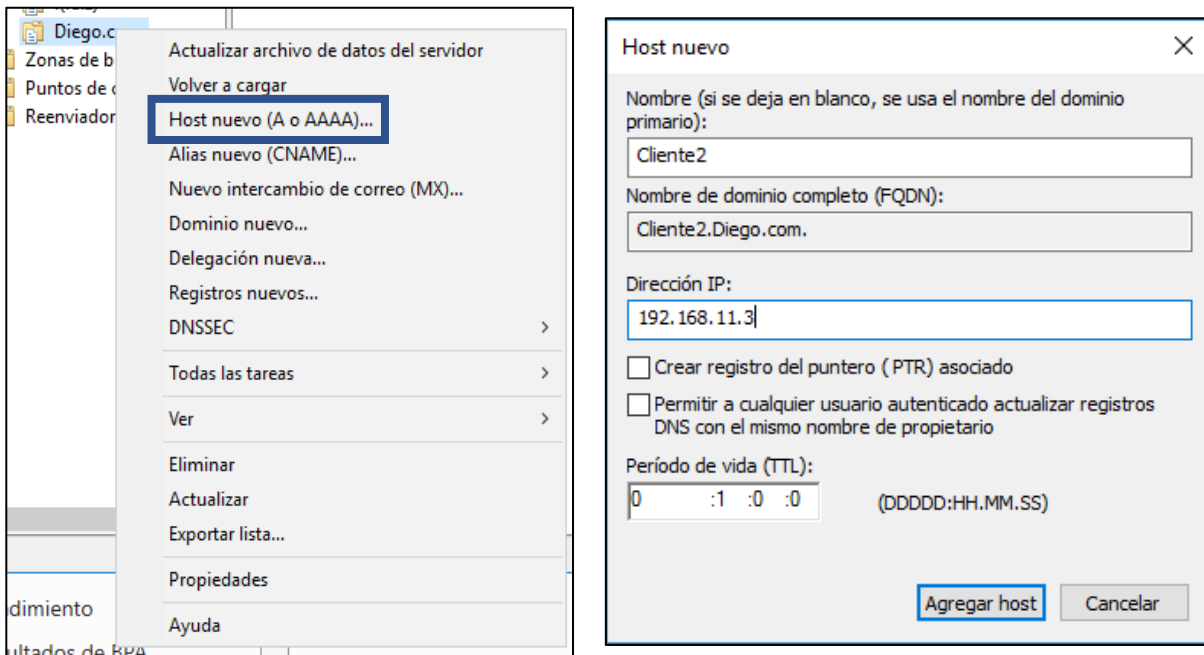 Diego.c
Zonas de b
Puntos de
Reenviador
Actualizar archivo de datos del servidor
Volver a cargar
Host nuevo (A o AAAA)...
Alias nuevo (CNAME)...
Nuevo intercambio de correo (MX)...
Dominio nuevo...
Delegación nueva...
Registros nuevos...
DNSSEC
Todas las tareas
Ver
Eliminar
Actualizar
Exportar lista...
Propiedades
Ayuda
dimiento
ultados de BPA
Host nuevo
Nombre (si se deja en blanco, se usa el nombre del dominio
primario):
Cliente2
Nombre de dominio completo (FQDN):
Cliente2.Diego.com.
Dirección IP:
192.168.11.3
Crear registro del puntero (PTR) asociado
Permitir a cualquier usuario autenticado actualizar registros
DNS con el mismo nombre de propietario
Período de vida (TTL):
0 :1 :0 :0 (DDDDD:HH.MM.SS)
Agregar host Cancelar